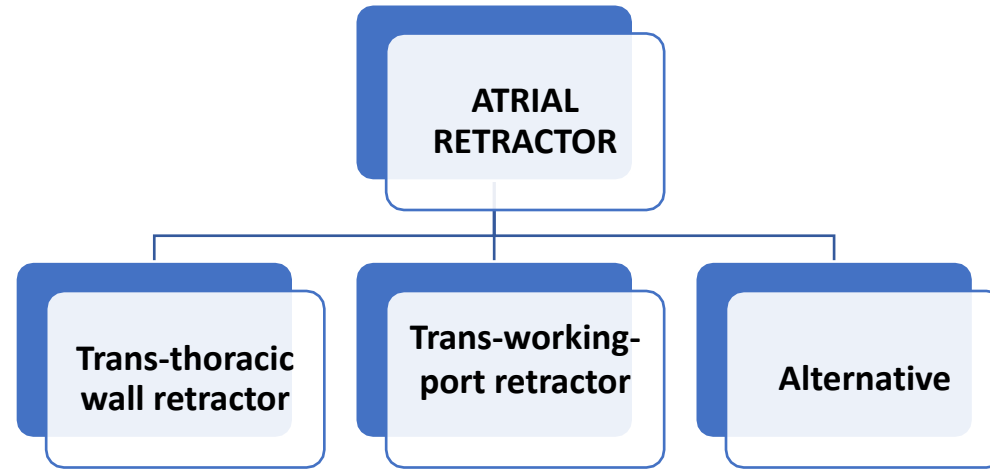 ATRIAL
RETRACTOR
Trans-thoracic
wall retractor
Trans-working-
port retractor
Alternative